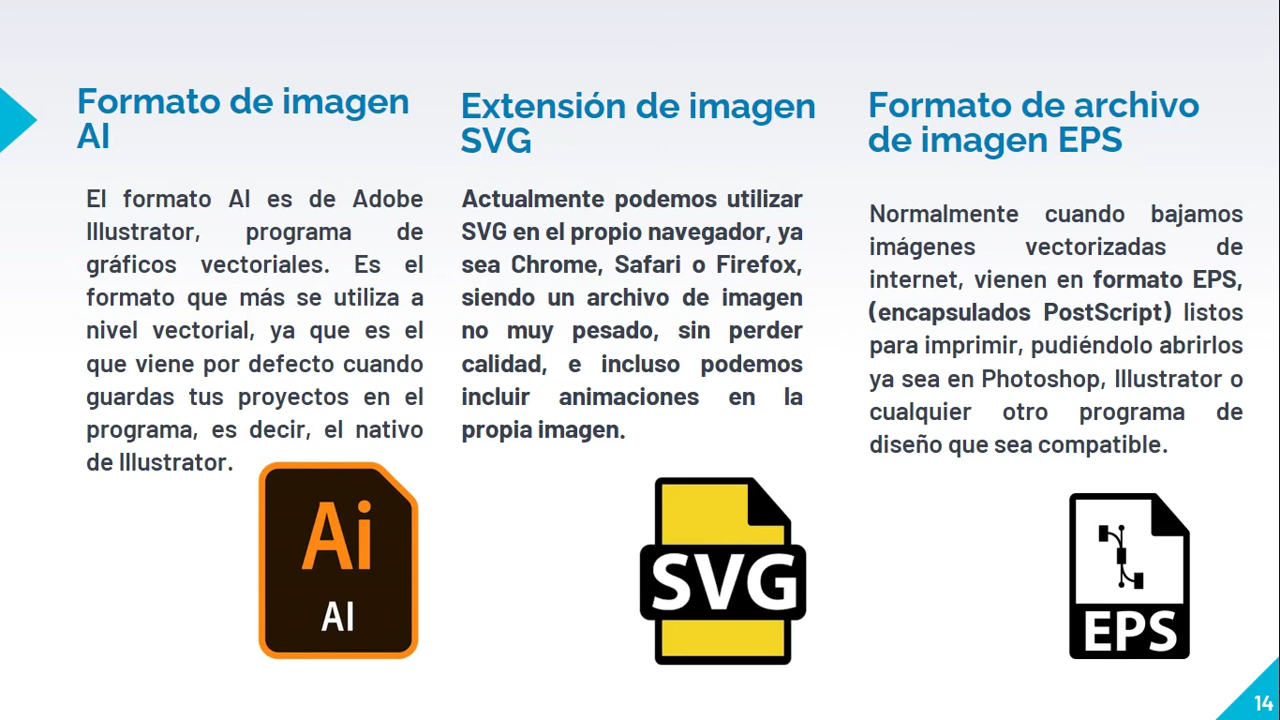 Formato de imagen
AI
El formato AI es de Adobe
Illustrator, programa de
gráficos vectoriales. Es el
formato que más se utiliza a
nivel vectorial, ya que es el
que viene por defecto cuando
guardas tus proyectos en el
programa, es decir, el nativo
de Illustrator.
Ai
AI
Extensión de imagen
SVG
Actualmente podemos utilizar
SVG en el propio navegador, ya
sea Chrome, Safari o Firefox,
siendo un archivo de imagen
no muy pesado, sin perder
calidad, e incluso podemos
incluir animaciones en la
propia imagen.
SVG
Formato de archivo
de imagen EPS
Normalmente cuando bajamos
imágenes vectorizadas de
internet, vienen en formato EPS,
(encapsulados PostScript) listos
para imprimir, pudiéndolo abrirlos
ya sea en Photoshop, Illustrator o
cualquier otro programa de
diseño que sea compatible.
EPS
14